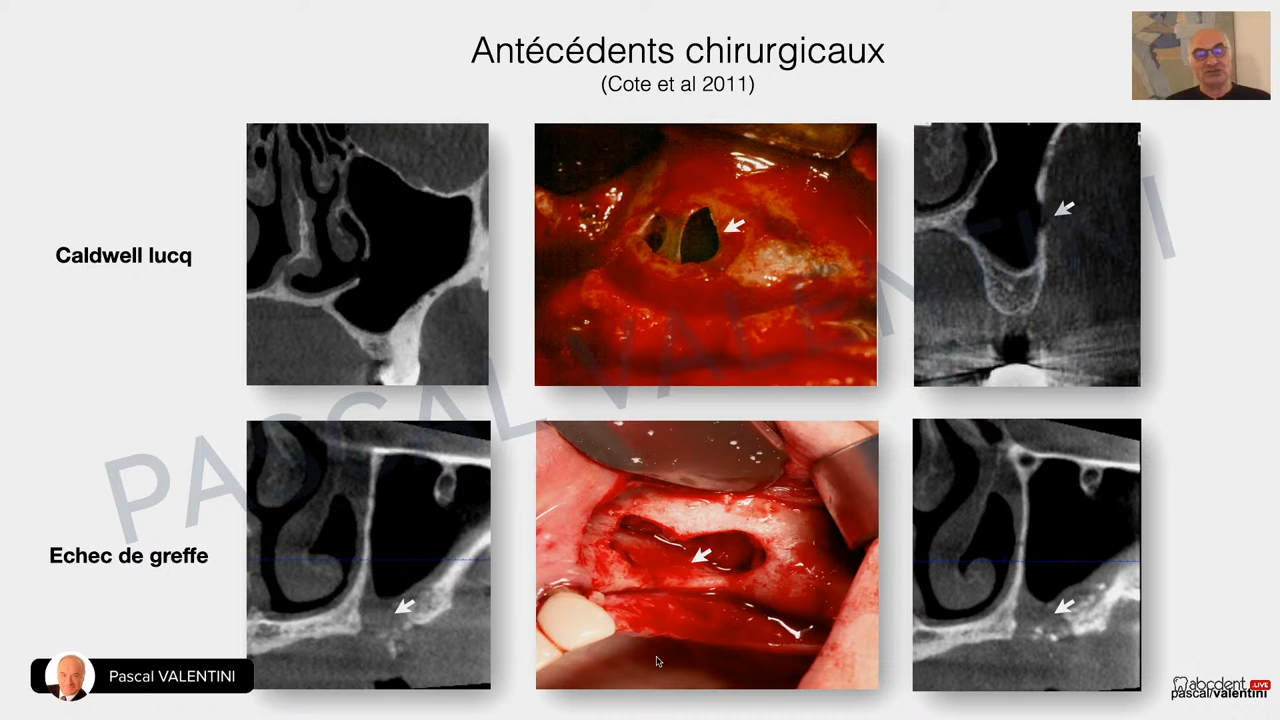 Antécédents chirurgicaux
(Cote et al 2011)
Caldwell lucq
Echec de greffe
PASCAL VALENTINI
Pascal VALENTINI
abcdent LIVE
pascal/valentini